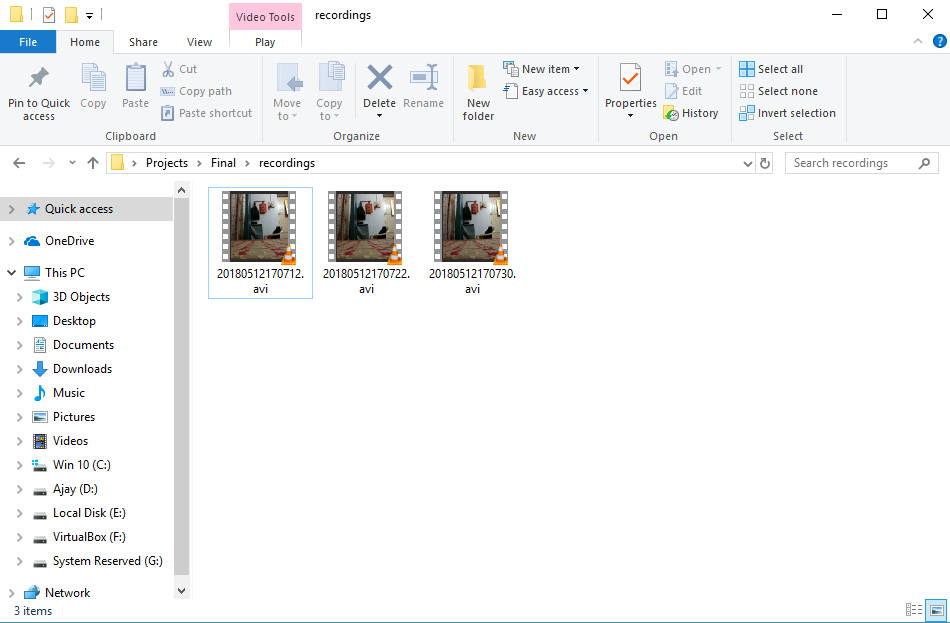 Video Tools
recordings
File
Home
Share
View
Play
Pin to Quick
access
Copy
Paste
Cut
Copy path
Paste shortcut
Clipboard
Move
to
Copy
to
Delete
Rename
Organize
New
folder
New item
Easy access
New
Properties
Open
Edit
History
Open
Select all
Select none
Invert selection
Select
Projects
Final
recordings
Search recordings
Quick access
OneDrive
This PC
3D Objects
Desktop
Documents
Downloads
Music
Pictures
Videos
Win 10 (C:)
Ajay (D:)
Local Disk (E:)
VirtualBox (F:)
System Reserved (G:)
Network
20180512170712.
avi
20180512170722.
avi
20180512170730.
avi
3 items